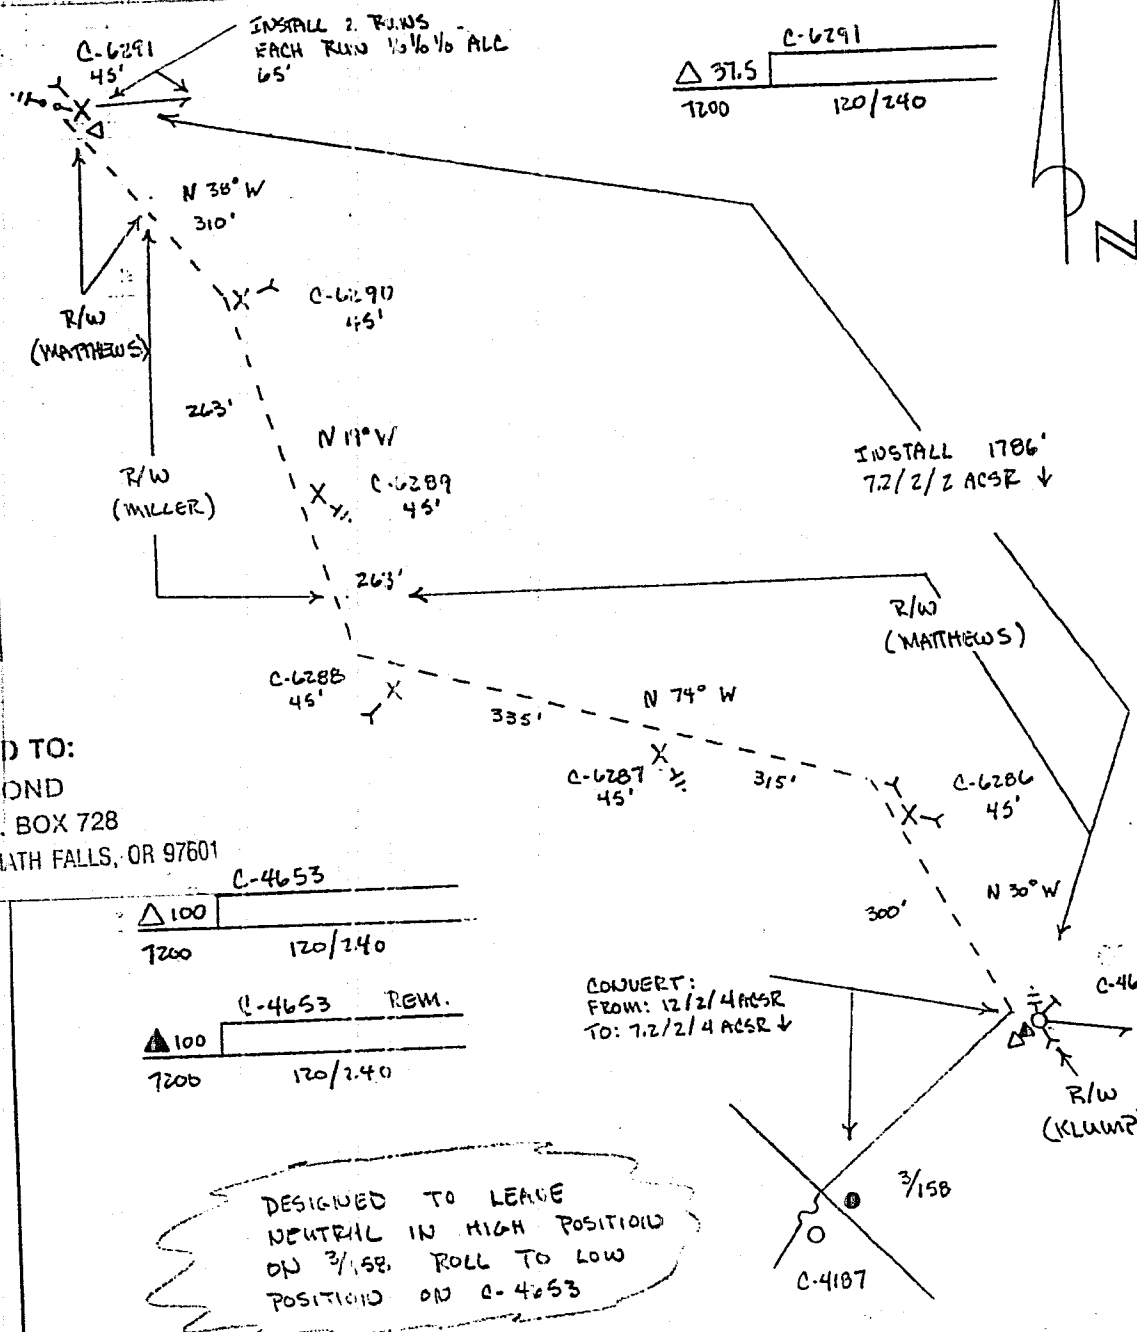 INSTALL 2 RUNS
EACH RUN 1/0 1/0 1/0 ALC
65'
C-6291
45'
C-6291
△ 37.5
7200 120/240
N
N 38° W
310'
R/W
(MATTHEWS)
C-6290
45'
263'
N 19° W
R/W
(MILLER)
C-6289
45'
INSTALL 1786'
7.2/2/2 ACSR ↓
263'
R/W
(MATTHEWS)
C-6288
45'
335'
N 74° W
C-6287
45'
315'
C-6286
45'
D TO:
OND
. BOX 728
ATH FALLS, OR 97601
C-4653
△ 100
7200 120/240
C-4653 REM.
▲ 100
7200 120/240
300'
N 30° W
C-46
CONVERT:
FROM: 12/2/4 ACSR
TO: 7.2/2/4 ACSR ↓
R/W
(KLUMP
3/158
C-4187
DESIGNED TO LEAVE
NEUTRAL IN HIGH POSITION
ON 3/158. ROLL TO LOW
POSITION ON C-4653